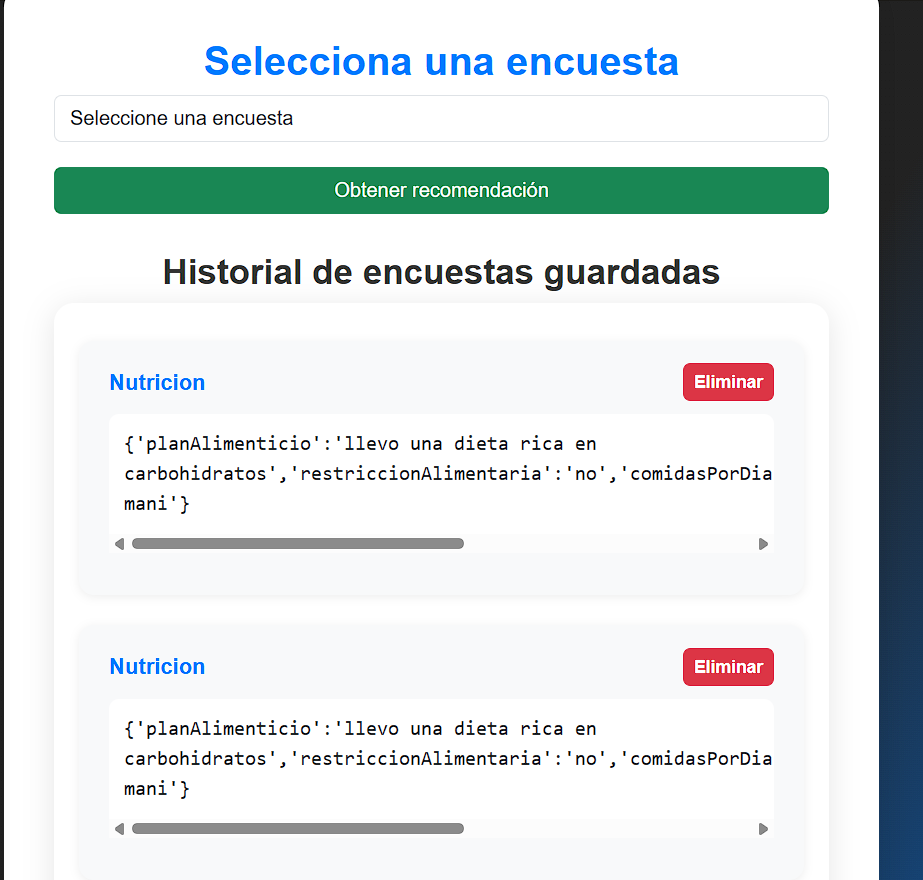 Selecciona una encuesta
Seleccione una encuesta
Obtener recomendación
Historial de encuestas guardadas
Nutricion
Eliminar
{'planAlimenticio':'llevo una dieta rica en
carbohidratos','restriccionAlimentaria':'no','comidasPorDia
mani'}
Nutricion
Eliminar
{'planAlimenticio':'llevo una dieta rica en
carbohidratos','restriccionAlimentaria':'no','comidasPorDia
mani'}